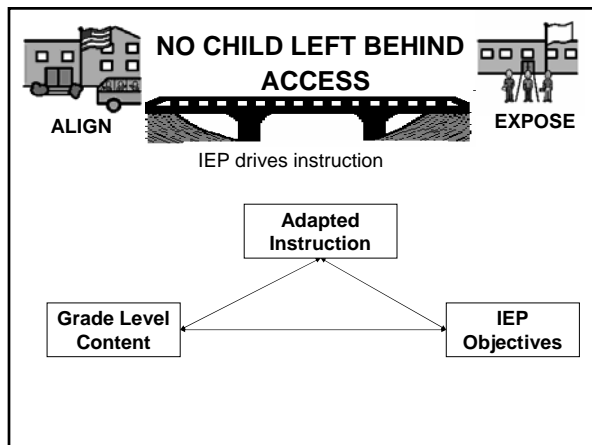 NO CHILD LEFT BEHIND
ACCESS
ALIGN
EXPOSE
IEP drives instruction
Adapted
Instruction
Grade Level
Content
IEP
Objectives